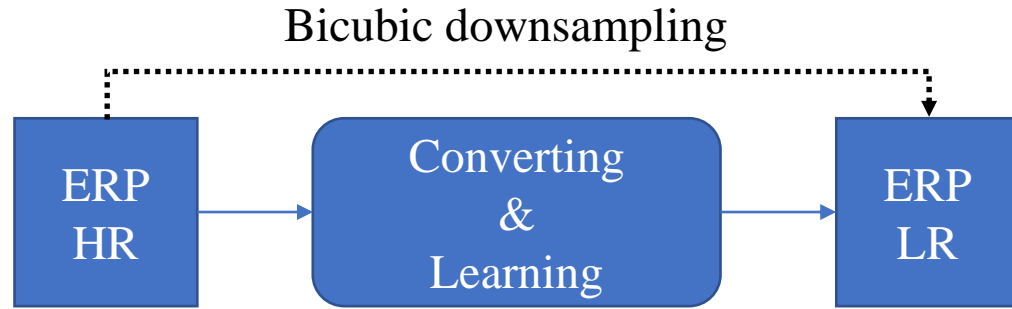 Bicubic downsampling
ERP
HR
Converting
&
Learning
ERP
LR